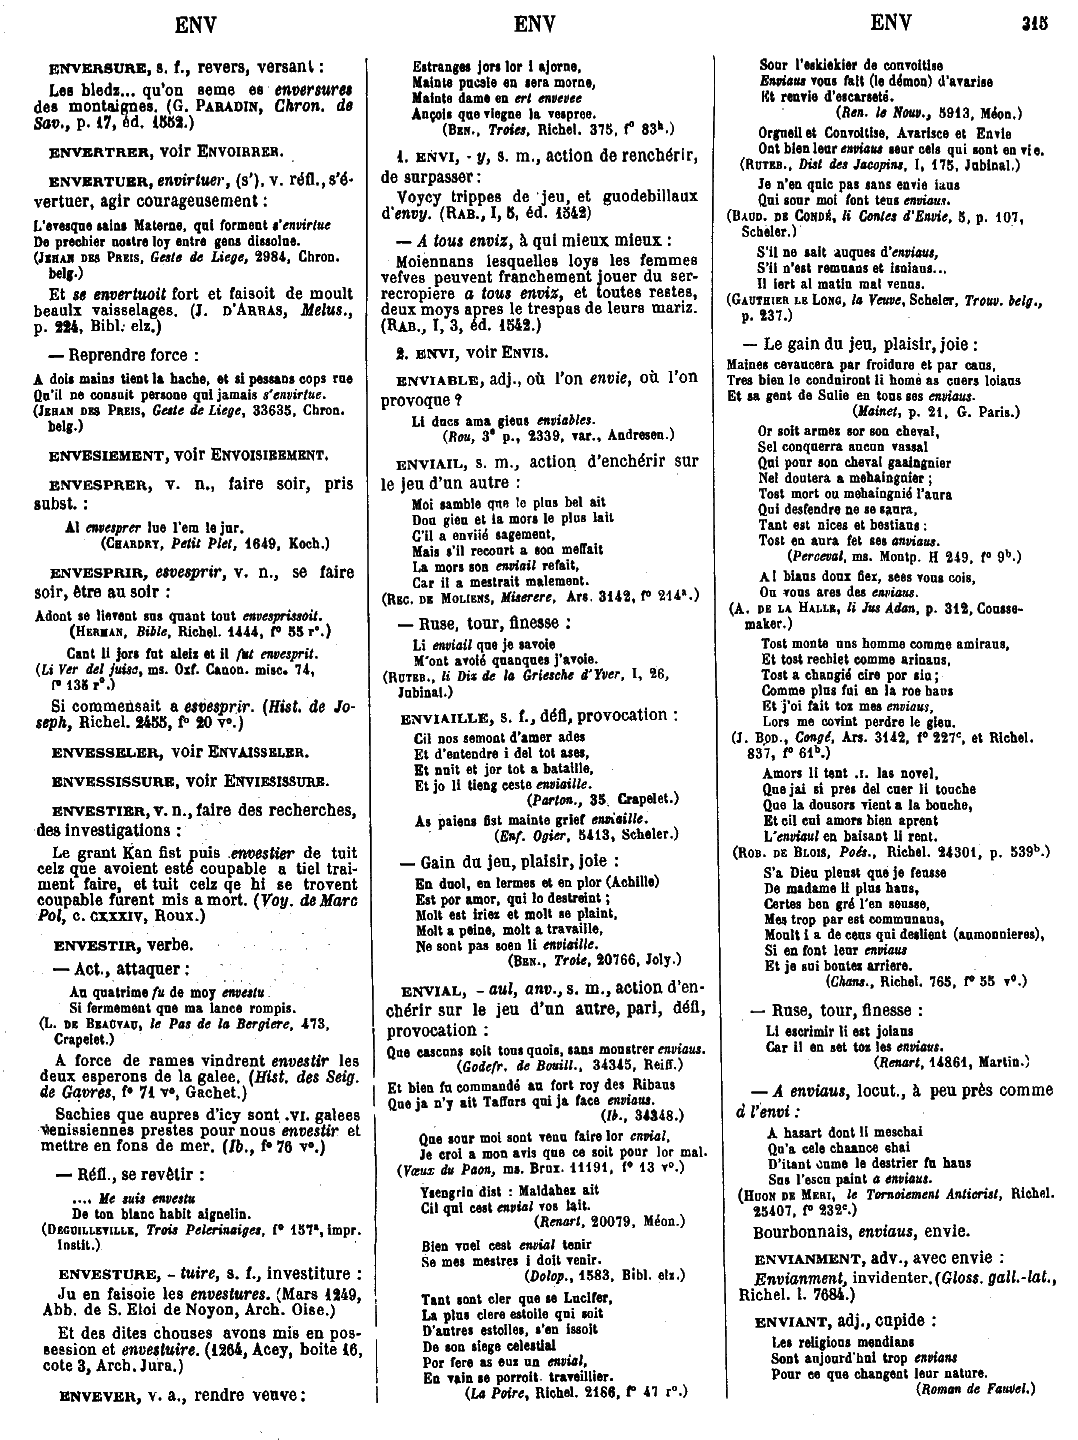 ENV
ENV
ENV
315
ENVERSURE, s. f., revers, versant :
Les bledz... qu'on seme es enversures
des montaignes. (G. PARADIN, Chron. de
Sav., p. 17, éd. 1552.)
ENVERTRER, voir ENVOIRRER.
ENVERTUER, envirtuer, (s'), v. réfl., s'é-
vertuer, agir courageusement :
L'evesque sains Materne, qui forment s'envirtue
De prechier nostre loy entre gens dissolue.
(JEHAN DES PREIS, Geste de Liege, 2984, Chron.
belg.)
Et se envertuoit fort et faisoit de moult
beaulx vaisselages. (J. D'ARRAS, Melus.,
p. 224, Bibl. elz.)
— Reprendre force :
A dois mains tient la hache, et si pessans cops rue
Qu'il ne consuit persone qui jamais s'envirtue.
(JEHAN DES PREIS, Geste de Liege, 33635, Chron.
belg.)
ENVESIEMENT, voir ENVOISIEEMENT.
ENVESPRER, v. n., faire soir, pris
subst. :
Al envesprer lue l'em le jur.
(CHARDRY, Petit Plet, 1649, Koch.)
ENVESPRIR, esvesprir, v. n., se faire
soir, être au soir :
Adont se lievent sus quant tout envesprissoit.
(HERMAN, Bible, Richel. 1444, f° 55 r°.)
Cant li jors fut aleiz et il fut envesprit.
(Li Ver del juise, ms. Oxf. Canon. misc. 74,
f° 135 r°.)
Si commensait a esvesprir. (Hist. de Jo-
seph, Richel. 2455, f° 20 v°.)
ENVESSELER, voir ENVAISSELER.
ENVESSISSURE, voir ENVIESISSURE.
ENVESTIER, v. n., faire des recherches,
des investigations :
Le grant Kan fist puis envestier de tuit
celz que avoient esté coupable a tiel trai-
ment faire, et tuit celz qe hi se trovent
coupable furent mis a mort. (Voy. de Marc
Pol, c. CXXXIV, Roux.)
ENVESTIR, verbe.
— Act., attaquer :
Au quatrime fu de moy envestu
Si fermement que ma lance rompis.
(L. DE BEAUVAU, le Pas de la Bergiere, 473,
Crapelet.)
A force de rames vindrent envestir les
deux esperons de la galee. (Hist. des Seig.
de Gavres, f° 71 v°, Gachet.)
Sachies que aupres d'icy sont .VI. galees
Venissiennes prestes pour nous envestir et
mettre en fons de mer. (Ib., f° 76 v°.)
— Réfl., se revêtir :
.... Me suis envestu
De ton blanc habit aignelin.
(DEGUILLEVILLE, Trois Pelerinaiges, f° 157ª, impr.
Instit.)
ENVESTURE, - tuire, s. f., investiture :
Ju en faisoie les envestures. (Mars 1249,
Abb. de S. Eloi de Noyon, Arch. Oise.)
Et des dites chouses avons mis en pos-
session et envestuire. (1264, Acey, boite 16,
cote 3, Arch. Jura.)
ENVEVER, v. a., rendre veuve :
Estranges jors lor i ajorne,
Mainte pucele en sera morne,
Mainte dame en ert envevee
Ançois que viegne la vespree.
(BEN., Troies, Richel. 375, f° 83ᵇ.)
1. ENVI, - y, s. m., action de renchérir,
de surpasser :
Voycy trippes de jeu, et guodebillaux
d'envy. (RAB., I, 5, éd. 1542)
— A tous enviz, à qui mieux mieux :
Moiennans lesquelles loys les femmes
vefves peuvent franchement jouer du ser-
recropiere a tous enviz, et toutes restes,
deux moys apres le trespas de leurs mariz.
(RAB., I, 3, éd. 1542.)
2. ENVI, voir ENVIS.
ENVIABLE, adj., où l'on envie, où l'on
provoque ?
Li ducs ama gieus enviables.
(Rou, 3ᵉ p., 2339, var., Andresen.)
ENVIAIL, s. m., action d'enchérir sur
le jeu d'un autre :
Moi samble que le plus bel ait
Dou gieu et la mors le plus lait
C'il a enviié sagement,
Mais s'il recourt a son meffait
La mors son enviail refait,
Car il a mestrait malement.
(REC. DE MOLIENS, Miserere, Ars. 3142, f° 214ª.)
— Ruse, tour, finesse :
Li enviail que je savoie
M'ont avoié quanques j'avoie.
(RUTEB., li Diz de la Griesche d'Yver, I, 26,
Jubinal.)
ENVIAILLE, s. f., défi, provocation :
Cil nos semont d'amer ades
Et d'entendre i del tot ases,
Et nuit et jor tot a bataille,
Et jo li tieng ceste enviaille.
(Parton., 35, Crapelet.)
As paiens fist mainte grief enviaille.
(Enf. Ogier, 5413, Scheler.)
— Gain du jeu, plaisir, joie :
En duol, en lermes et en plor (Achille)
Est por amor, qui lo destreint ;
Molt est iriez et molt se plaint,
Molt a peine, molt a travaille,
Ne sont pas soen li enviaille.
(BEN., Troie, 20766, Joly.)
ENVIAL, - aul, anv., s. m., action d'en-
chérir sur le jeu d'un autre, pari, défi,
provocation :
Que cascuns soit tous quois, sans monstrer enviaus.
(Godefr. de Bouill., 34345, Reiff.)
Et bien fu commandé au fort roy des Ribaus
Que ja n'y ait Taffurs qui ja face enviaus.
(Ib., 34348.)
Que sour moi sont venu faire lor envial,
Je croi a mon avis que ce soit pour lor mal.
(Vœux du Paon, ms. Brux. 11191, f° 13 v°.)
Ysengrin dist : Maldahez ait
Cil qui cest envial vos lait.
(Renart, 20079, Méon.)
Bien vuel cest envial tenir
Se mes mestres i doit venir.
(Dolop., 1583, Bibl. elz.)
Tant sont cler que se Lucifer,
La plus clere estoile qui soit
D'autres estoiles, s'en issoit
De son siege celestial
Por fere as eux un envial,
En vain se porroit traveillier.
(La Poire, Richel. 2186, f° 47 r°.)
Sour l'eskiekier de convoitise
Enviaus vous fait (le démon) d'avarise
Et renvie d'escarseté.
(Ren. le Nouv., 5913, Méon.)
Orgueil et Convoitise, Avarisce et Envie
Ont bien leur enviaus seur cels qui sont en vie.
(RUTEB., Dist des Jacopins, I, 175, Jubinal.)
Je n'en quic pas sans envie iaus
Qui sour moi font teus enviaus.
(BAUD. DE CONDÉ, li Contes d'Envie, 5, p. 107,
Scheler.)
S'il ne sait auques d'enviaus,
S'il n'est remuans et isniaus...
Il iert al matin mal venus.
(GAUTHIER LE LONG, la Veuve, Scheler, Trouv. belg.,
p. 237.)
— Le gain du jeu, plaisir, joie :
Maines cevaucera par froidure et par caus,
Tres bien le conduiront li home as cuers loiaus
Et sa gent de Sulie en tous ses enviaus.
(Mainet, p. 21, G. Paris.)
Or soit armez sor son cheval,
Sel conquerra aucun vassal
Qui pour son cheval gaaingnier
Nel doutera a mehaingnier ;
Tost mort ou mehaingnié l'aura
Qui desfendre ne se saura,
Tant est nices et bestiaus :
Tost en aura fet ses anviaus.
(Perceval, ms. Montp. H 249, f° 9ᵇ.)
A! biaus douz fiez, sees vous cois,
Ou vous ares des enviaus.
(A. DE LA HALLE, li Jus Adan, p. 312, Cousse-
maker.)
Tost monte uns homme comme amiraus,
Et tost rechiet comme arinaus,
Tost a changié cire por siu ;
Comme plus fui en la roe haus
Et j'oi fait toz mes enviaus,
Lors me covint perdre le gieu.
(J. BOD., Congé, Ars. 3142, f° 227ᶜ, et Richel.
837, f° 61ᵇ.)
Amors li tent .I. las novel,
Que jai si pres del cuer li touche
Que la dousors vient a la bouche,
Et cil cui amors bien aprent
L'enviaul en baisant li rent.
(ROB. DE BLOIS, Poés., Richel. 24301, p. 539ᵇ.)
S'a Dieu pleust que je feusse
De madame li plus haus,
Certes ben gré l'en seusse,
Mes trop par est communaus,
Moult i a de ceus qui deslient (aumonnieres),
Si en font leur enviaus
Et je sui boutez arriere.
(Chans., Richel. 765, f° 55 v°.)
— Ruse, tour, finesse :
Li escrimir li est joiaus
Car il en set toz les enviaus.
(Renart, 14861, Martin.)
— A enviaus, locut., à peu près comme
à l'envi :
A hasart dont li meschai
Qu'a cele chaance chai
D'itant cume le destrier fu haus
Sus l'escu paint a enviaus.
(HUON DE MERI, le Tornoiement Anticrist, Richel.
25407, f° 232ᶜ.)
Bourbonnais, enviaus, envie.
ENVIANMENT, adv., avec envie :
Envianment, invidenter. (Gloss. gall.-lat.,
Richel. l. 7684.)
ENVIANT, adj., cupide :
Les religious mendians
Sont aujourd'hui trop envians
Pour ce que changent leur nature.
(Roman de Fauvel.)